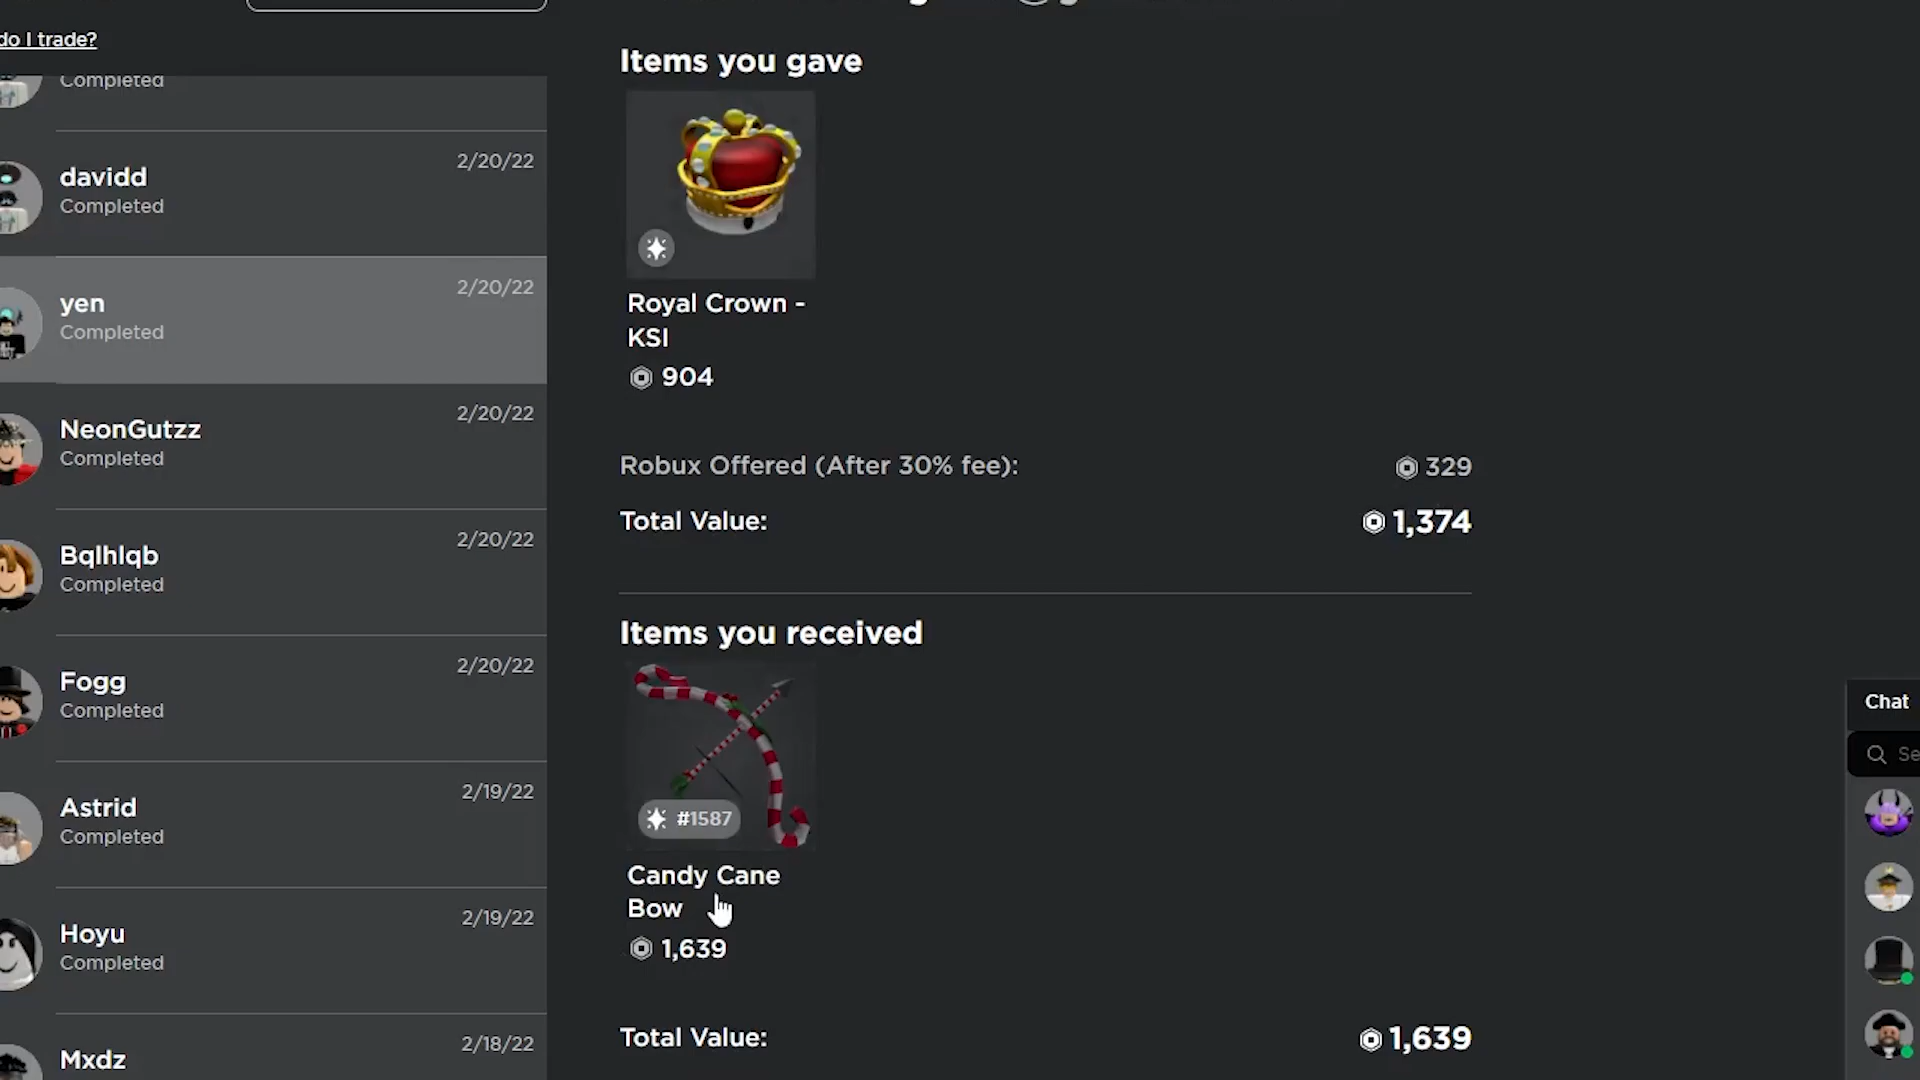 do I trade?
Completed
davidd
2/20/22
Completed
yen
2/20/22
Completed
NeonGutzz
2/20/22
Completed
Bqlhlqb
2/20/22
Completed
Fogg
2/20/22
Completed
Astrid
2/19/22
Completed
Hoyu
2/19/22
Completed
Mxdz
2/18/22
Items you gave
Royal Crown -
KSI
904
Robux Offered (After 30% fee):
329
Total Value:
1,374
Items you received
#1587
Candy Cane
Bow
1,639
Total Value:
1,639
Chat
Se